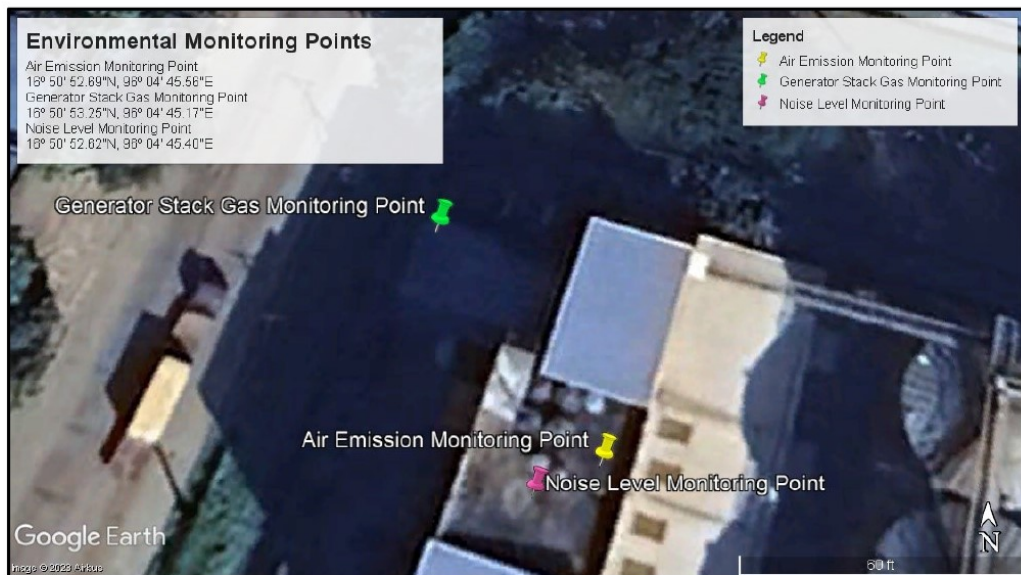 Environmental Monitoring Points
Air Emission Monitoring Point
16° 50' 52.69"N, 96° 04' 45.56"E
Generator Stack Gas Monitoring Point
16° 50' 53.25"N, 96° 04' 45.17"E
Noise Level Monitoring Point
16° 50' 52.62"N, 96° 04' 45.40"E
Legend
Air Emission Monitoring Point
Generator Stack Gas Monitoring Point
Noise Level Monitoring Point
Generator Stack Gas Monitoring Point
Air Emission Monitoring Point
Noise Level Monitoring Point
Google Earth
Image © 2023 Airbus
60 ft
N